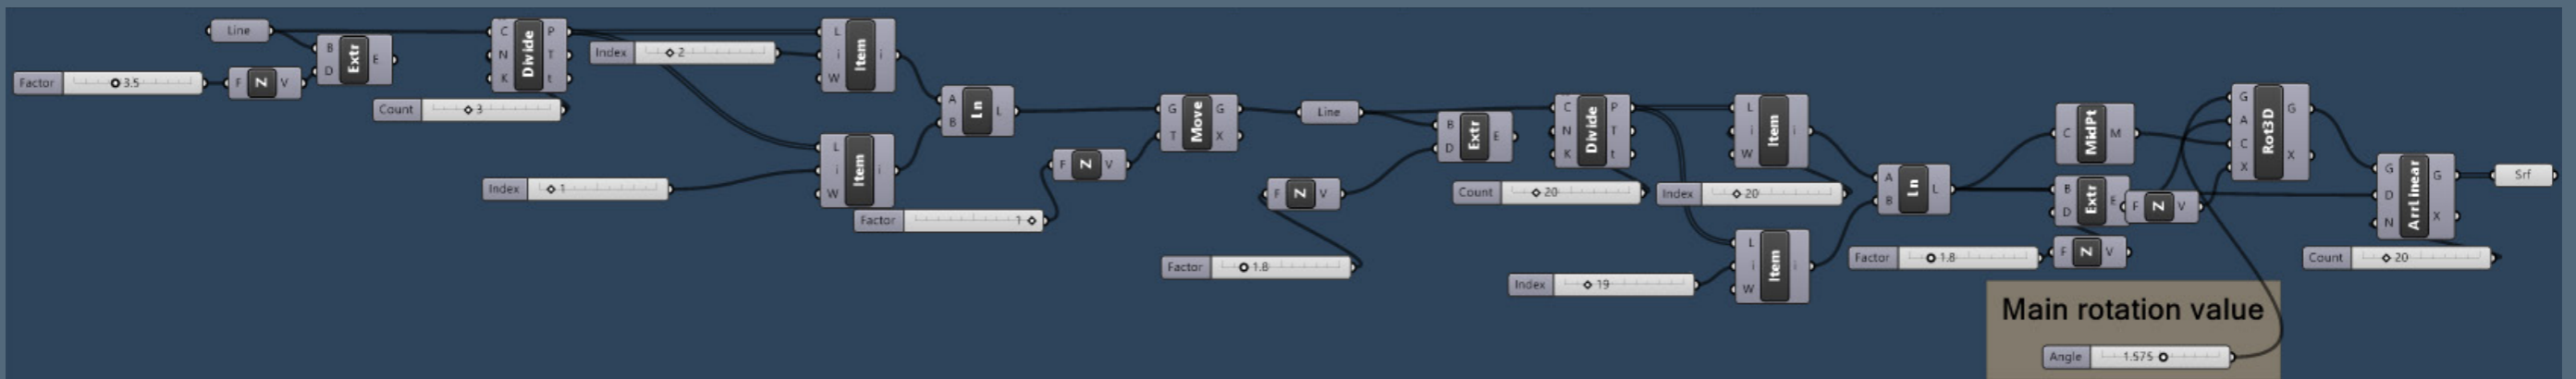 Line
B
D
Extr
E
Factor
3.5
F
Z
V
C
N
K
Divide
P
T
t
Count
3
Index
2
L
i
W
Item
i
Index
1
L
i
W
Item
i
A
B
Ln
L
Factor
1
F
Z
V
G
T
Move
G
X
Line
B
D
Extr
E
F
Z
V
Factor
1.8
C
N
K
Divide
P
T
t
Count
20
Index
20
L
i
W
Item
i
Index
19
L
i
W
Item
i
A
B
Ln
L
C
MidPt
M
B
D
Extr
E
F
Z
V
Factor
1.8
F
Z
V
G
A
C
X
Rot3D
G
X
G
D
N
ArrLinear
G
X
Srf
Count
20
Main rotation value
Angle
1.575